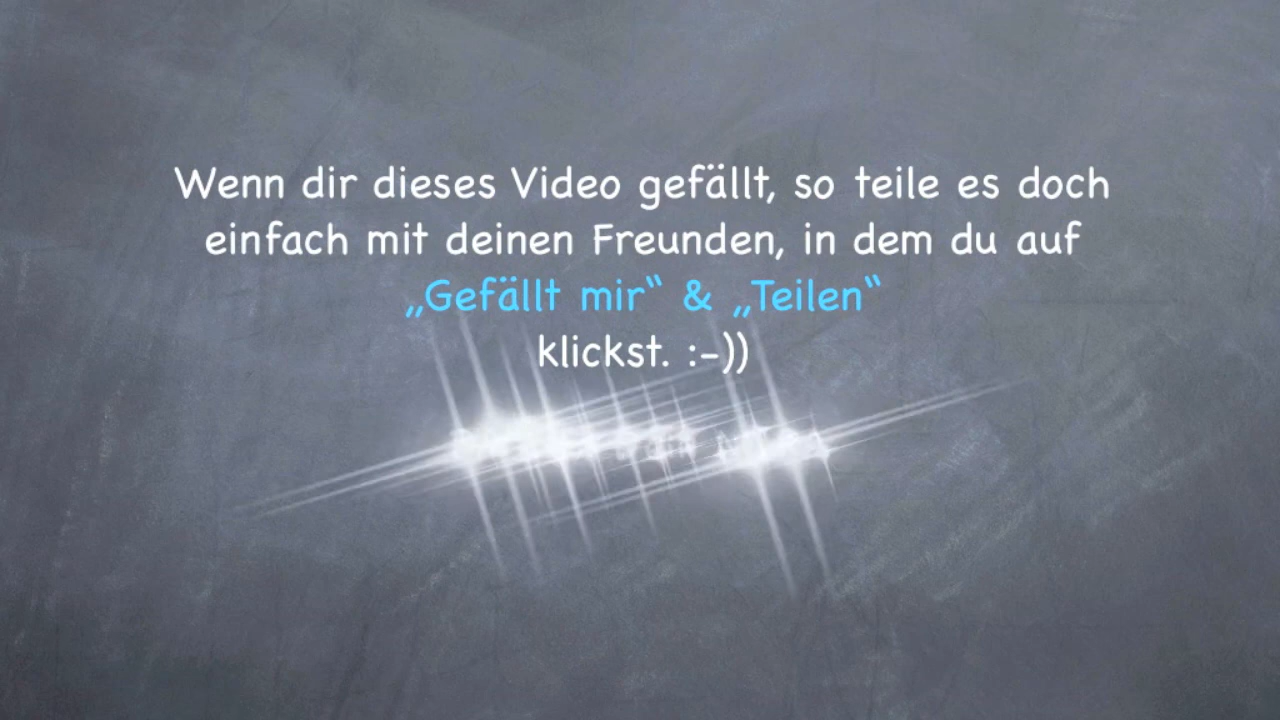 Wenn dir dieses Video gefällt, so teile es doch
einfach mit deinen Freunden, in dem du auf
„Gefällt mir“ & „Teilen“
klickst. :-))